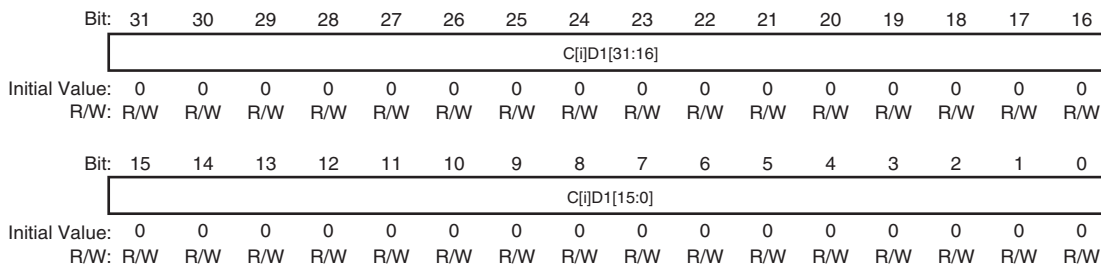 Bit: 31 30 29 28 27 26 25 24 23 22 21 20 19 18 17 16
C[i]D1[31:16]
Initial Value: 0 0 0 0 0 0 0 0 0 0 0 0 0 0 0 0
R/W: R/W R/W R/W R/W R/W R/W R/W R/W R/W R/W R/W R/W R/W R/W R/W R/W
Bit: 15 14 13 12 11 10 9 8 7 6 5 4 3 2 1 0
C[i]D1[15:0]
Initial Value: 0 0 0 0 0 0 0 0 0 0 0 0 0 0 0 0
R/W: R/W R/W R/W R/W R/W R/W R/W R/W R/W R/W R/W R/W R/W R/W R/W R/W